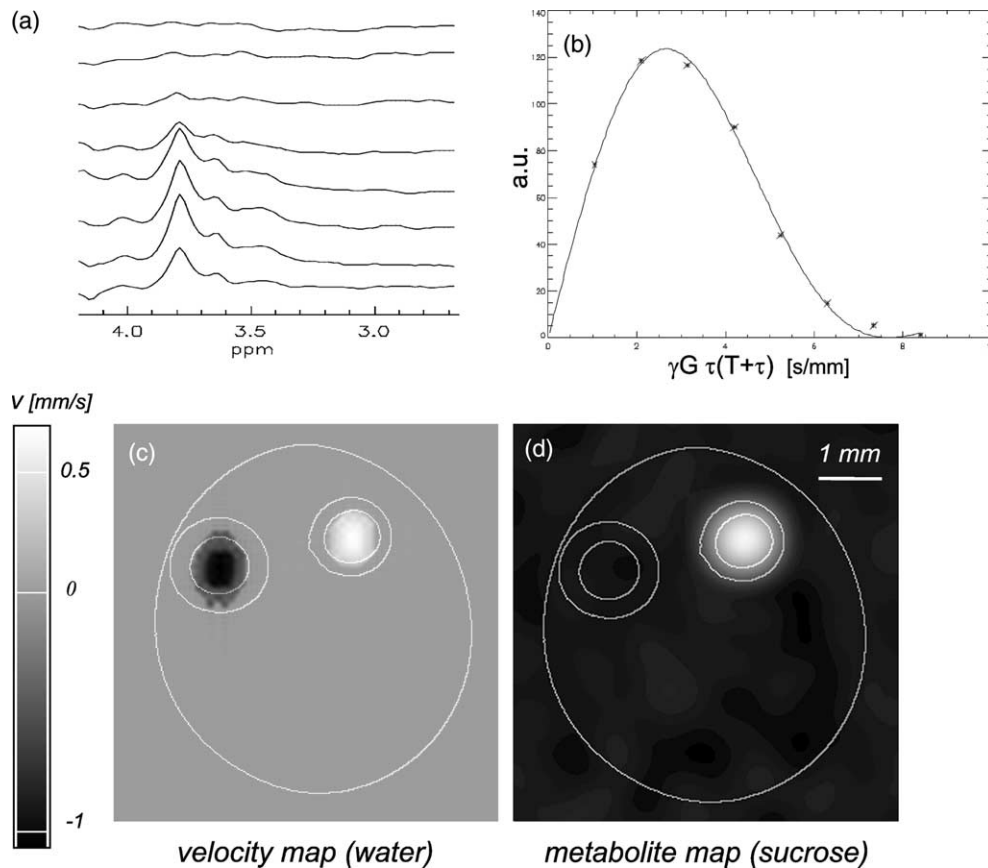 (a)
4.0 3.5 3.0
ppm
(b)
140.
120
100
80
60
40
20
0
a.u.
0 2 4 6 8
γG τ(T+τ) [s/mm]
v [mm/s]
0.5
0
-1
(c)
velocity map (water)
(d)
1 mm
metabolite map (sucrose)